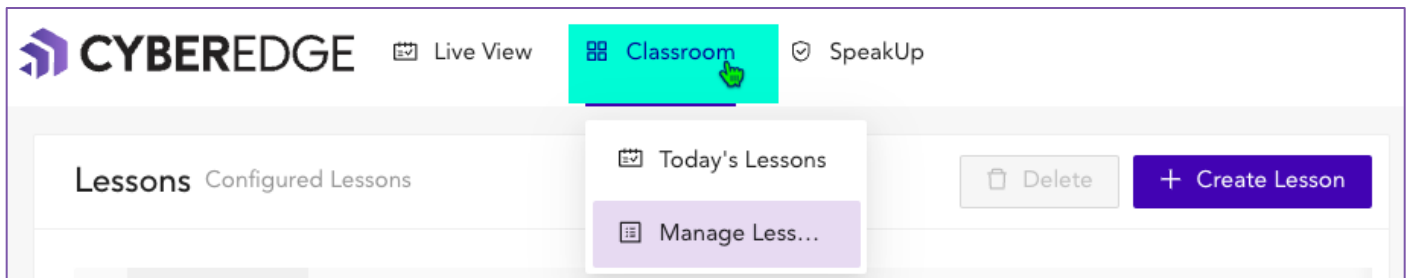 CYBEREDGE Live View Classroom SpeakUp
Today's Lessons
Lessons Configured Lessons Delete + Create Lesson
Manage Less...